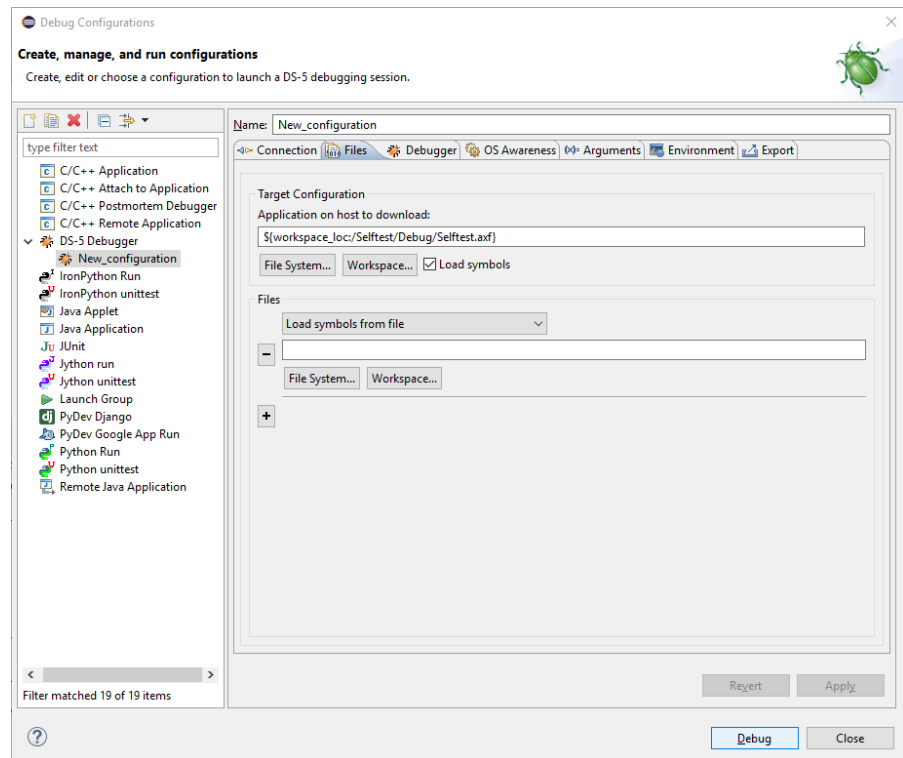 Debug Configurations
Create, manage, and run configurations
Create, edit or choose a configuration to launch a DS-5 debugging session.
type filter text
C/C++ Application
C/C++ Attach to Application
C/C++ Postmortem Debugger
C/C++ Remote Application
DS-5 Debugger
New_configuration
IronPython Run
IronPython unittest
Java Applet
Java Application
Ju JUnit
Jython run
Jython unittest
Launch Group
dj PyDev Django
PyDev Google App Run
Python Run
Python unittest
Remote Java Application
Filter matched 19 of 19 items
Name: New_configuration
Connection Files Debugger OS Awareness (x)= Arguments Environment Export
Target Configuration
Application on host to download:
${workspace_loc:/Selftest/Debug/Selftest.axf}
File System... Workspace... Load symbols
Files
Load symbols from file
File System... Workspace...
Revert Apply
Debug Close